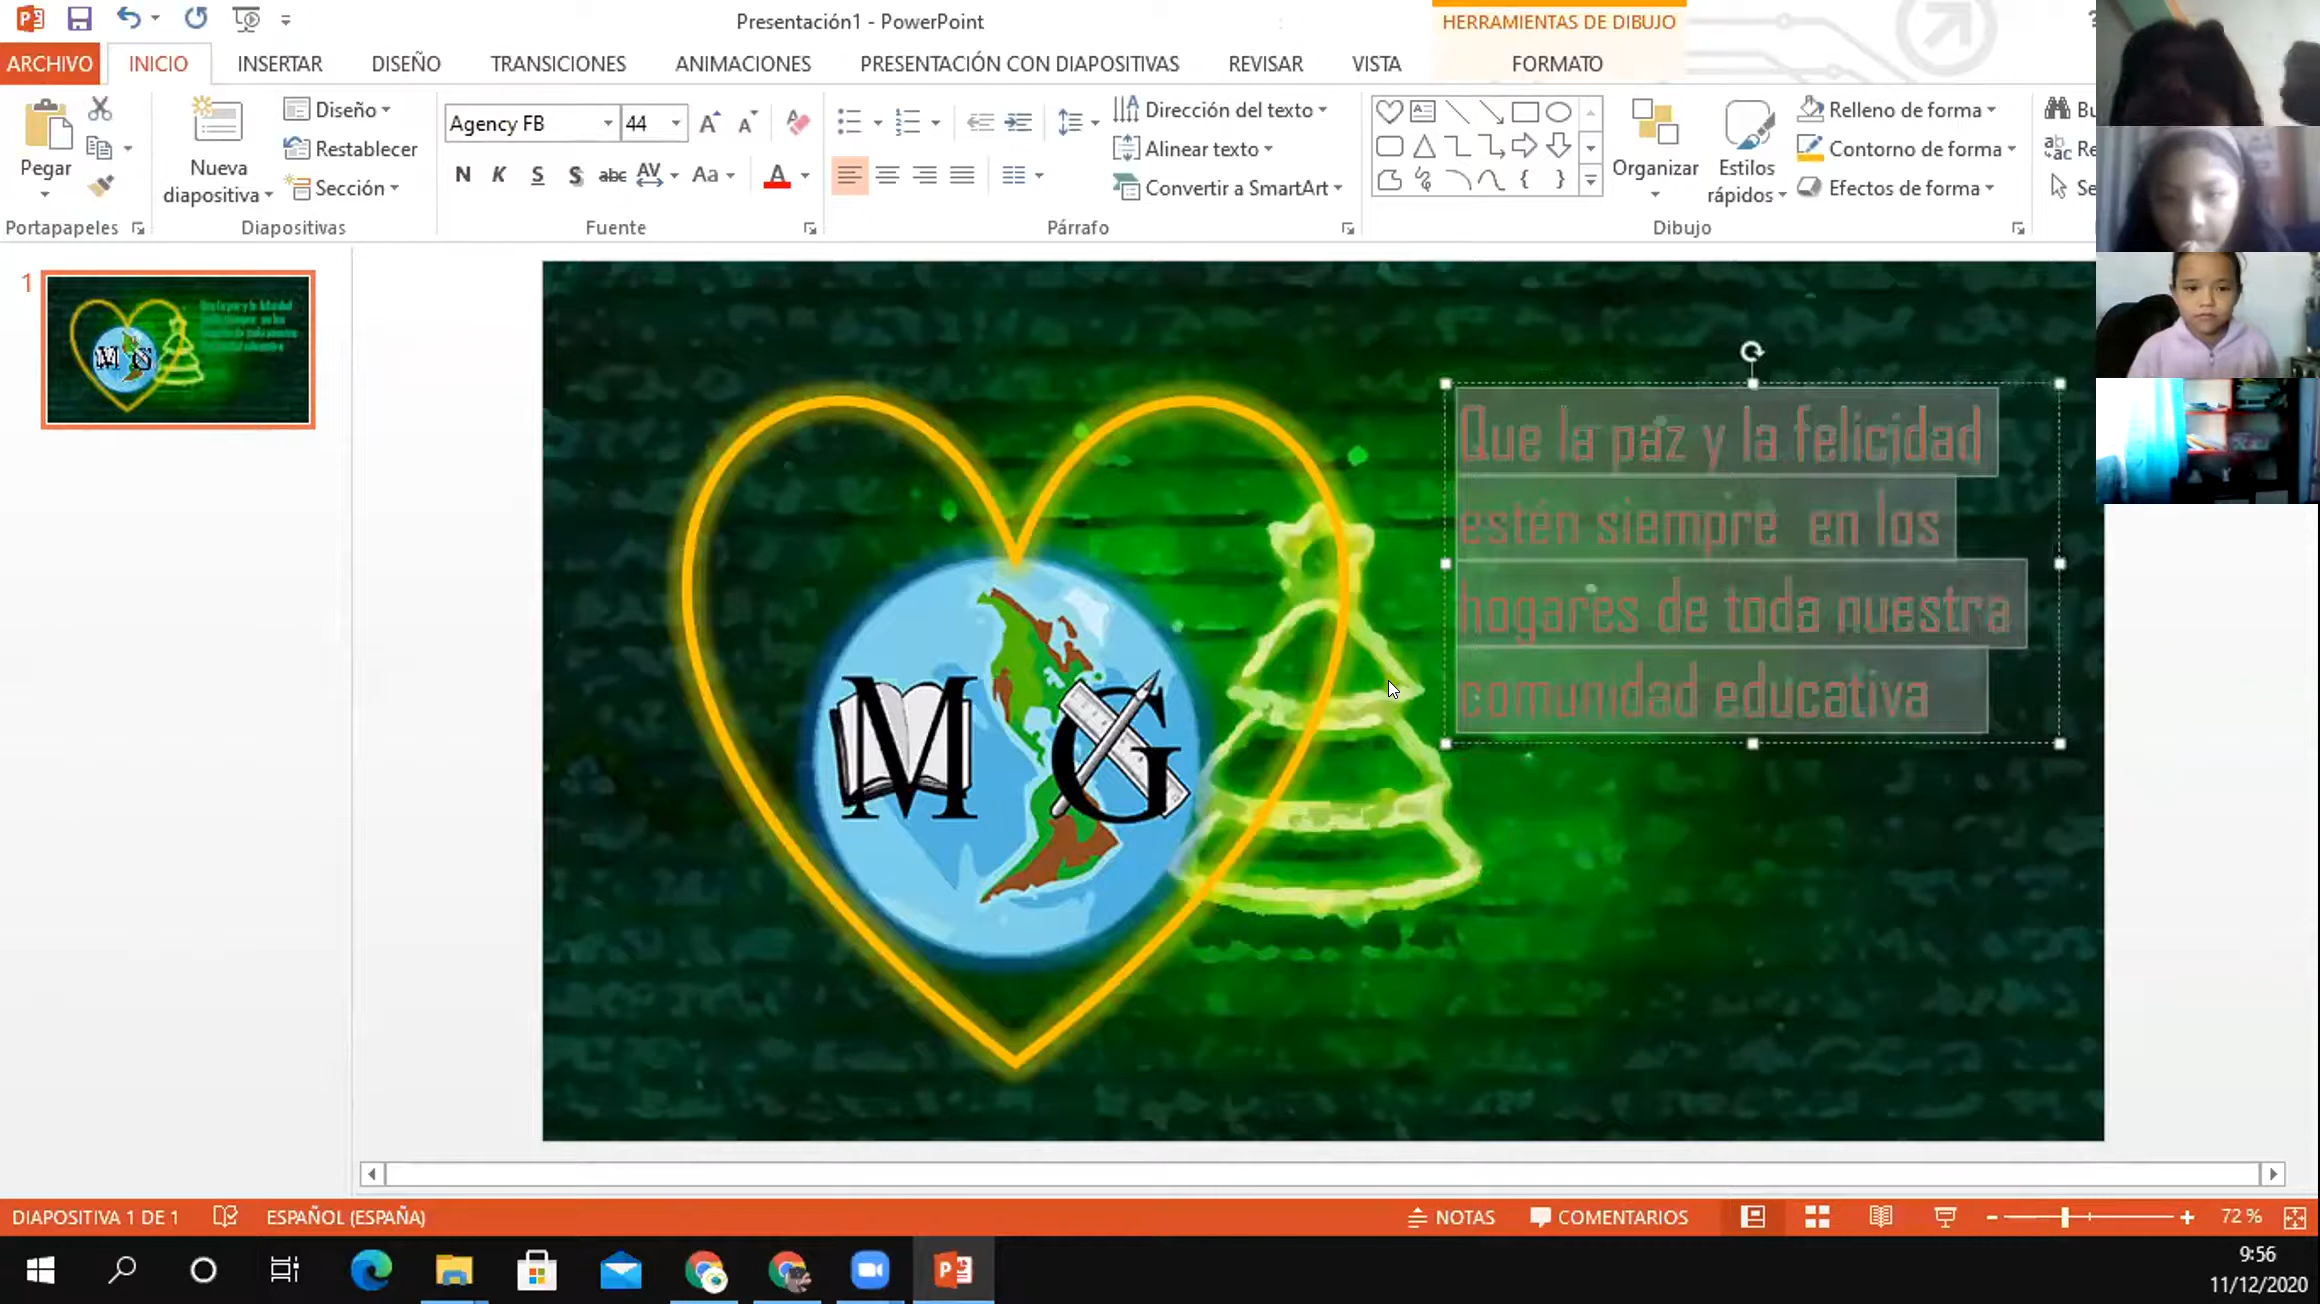 Presentación1 - PowerPoint
HERRAMIENTAS DE DIBUJO
ARCHIVO INICIO INSERTAR DISEÑO TRANSICIONES ANIMACIONES PRESENTACIÓN CON DIAPOSITIVAS REVISAR VISTA FORMATO
Pegar
Nueva diapositiva
Diseño
Restablecer
Sección
Agency FB 44
N K S S abc AV Aa A
Dirección del texto
Alinear texto
Convertir a SmartArt
Organizar
Estilos rápidos
Relleno de forma
Contorno de forma
Efectos de forma
Portapapeles Diapositivas Fuente Párrafo Dibujo
1
Que la paz y la felicidad
estén siempre en los
hogares de toda nuestra
comunidad educativa
M G
DIAPOSITIVA 1 DE 1 ESPAÑOL (ESPAÑA) NOTAS COMENTARIOS 72 %
9:56
11/12/2020